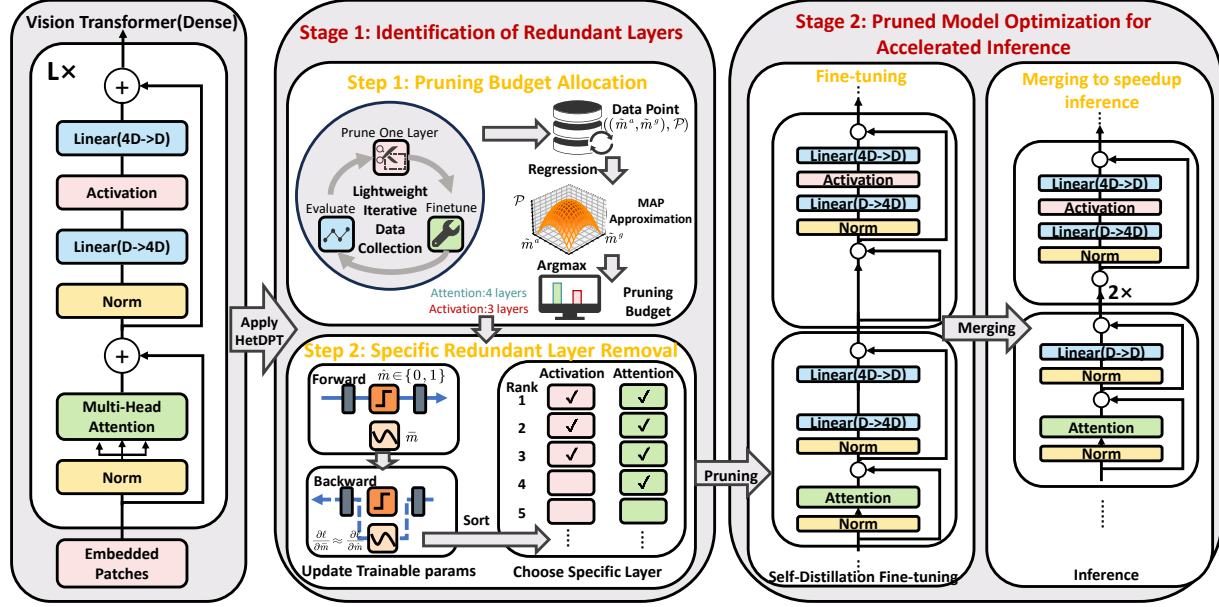 Vision Transformer(Dense)
L×
+
Linear(4D->D)
Activation
Linear(D->4D)
Norm
+
Multi-Head
Attention
Norm
Embedded
Patches
Apply
HetDPT
Stage 1: Identification of Redundant Layers
Step 1: Pruning Budget Allocation
Prune One Layer
Lightweight
Iterative
Data
Collection
Evaluate
Finetune
Data Point
((m̃^a, m̃^g), 𝒫)
Regression
𝒫
m̃^a
m̃^g
MAP
Approximation
Argmax
Attention:4 layers
Activation:3 layers
Pruning
Budget
Step 2: Specific Redundant Layer Removal
Forward
m̂∈{0, 1}
m̄
Backward
∂ℓ/∂m̄ ≈ ∂ℓ/∂m̂
Update Trainable params
Sort
Activation Attention
Rank
1 ✓ ✓
2 ✓ ✓
3 ✓ ✓
4 ✓
5
⋮ ⋮
Choose Specific Layer
Pruning
Stage 2: Pruned Model Optimization for
Accelerated Inference
Fine-tuning
Linear(4D->D)
Activation
Linear(D->4D)
Norm
Linear(4D->D)
Linear(D->4D)
Norm
Attention
Norm
Self-Distillation Fine-tuning
Merging
Merging to speedup
inference
Linear(4D->D)
Activation
Linear(D->4D)
Norm
2×
Linear(D->D)
Norm
Attention
Norm
Inference